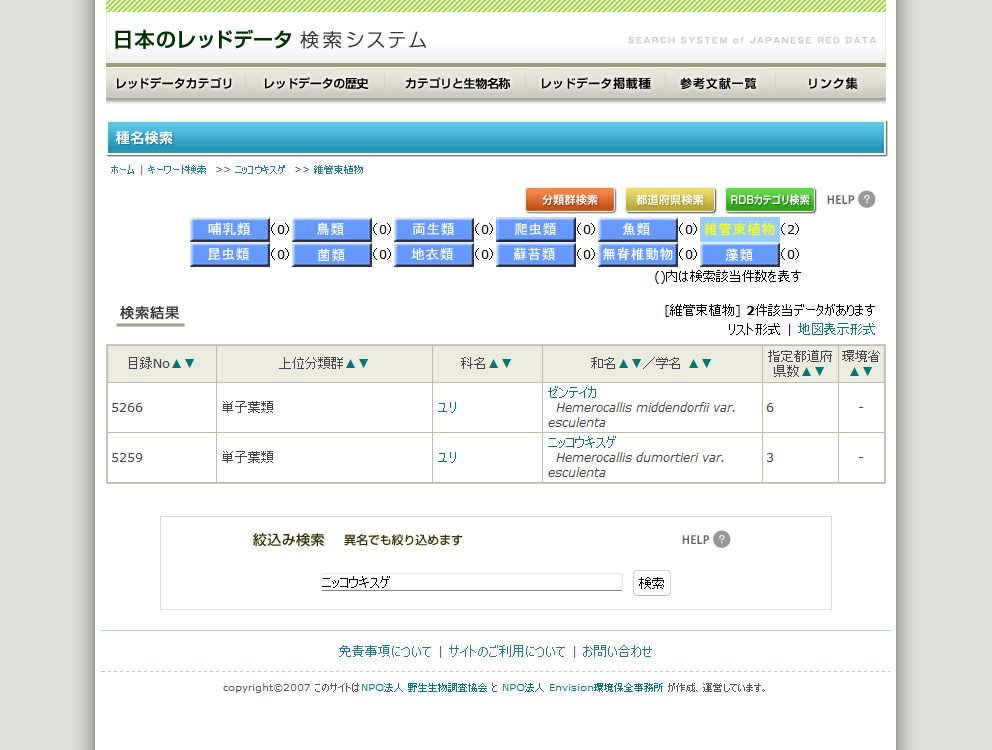 日本のレッドデータ 検索システム
SEARCH SYSTEM of JAPANESE RED DATA
レッドデータカテゴリ レッドデータの歴史 カテゴリと生物名称 レッドデータ掲載種 参考文献一覧 リンク集
種名検索
ホーム | キーワード検索 >> ニッコウキスゲ >> 維管束植物
分類群検索 都道府県検索 RDBカテゴリ検索 HELP ?
哺乳類(0) 鳥類(0) 両生類(0) 爬虫類(0) 魚類(0) 維管束植物(2)
昆虫類(0) 菌類(0) 地衣類(0) 蘚苔類(0) 無脊椎動物(0) 藻類(0)
()内は検索該当件数を表す
検索結果
[維管束植物] 2件該当データがあります
リスト形式 | 地図表示形式
目録No▲▼ 上位分類群▲▼ 科名▲▼ 和名▲▼／学名 ▲▼ 指定都道府県数▲▼ 環境省▲▼
5266 単子葉類 ユリ ゼンテイカ 6 -
Hemerocallis middendorfii var.
esculenta
5259 単子葉類 ユリ ニッコウキスゲ 3 -
Hemerocallis dumortieri var.
esculenta
絞込み検索 異名でも絞り込めます HELP ?
ニッコウキスゲ 検索
免責事項について | サイトのご利用について | お問い合わせ
copyright©2007 このサイトはNPO法人 野生生物調査協会 と NPO法人 Envision環境保全事務所 が作成、運営しています。